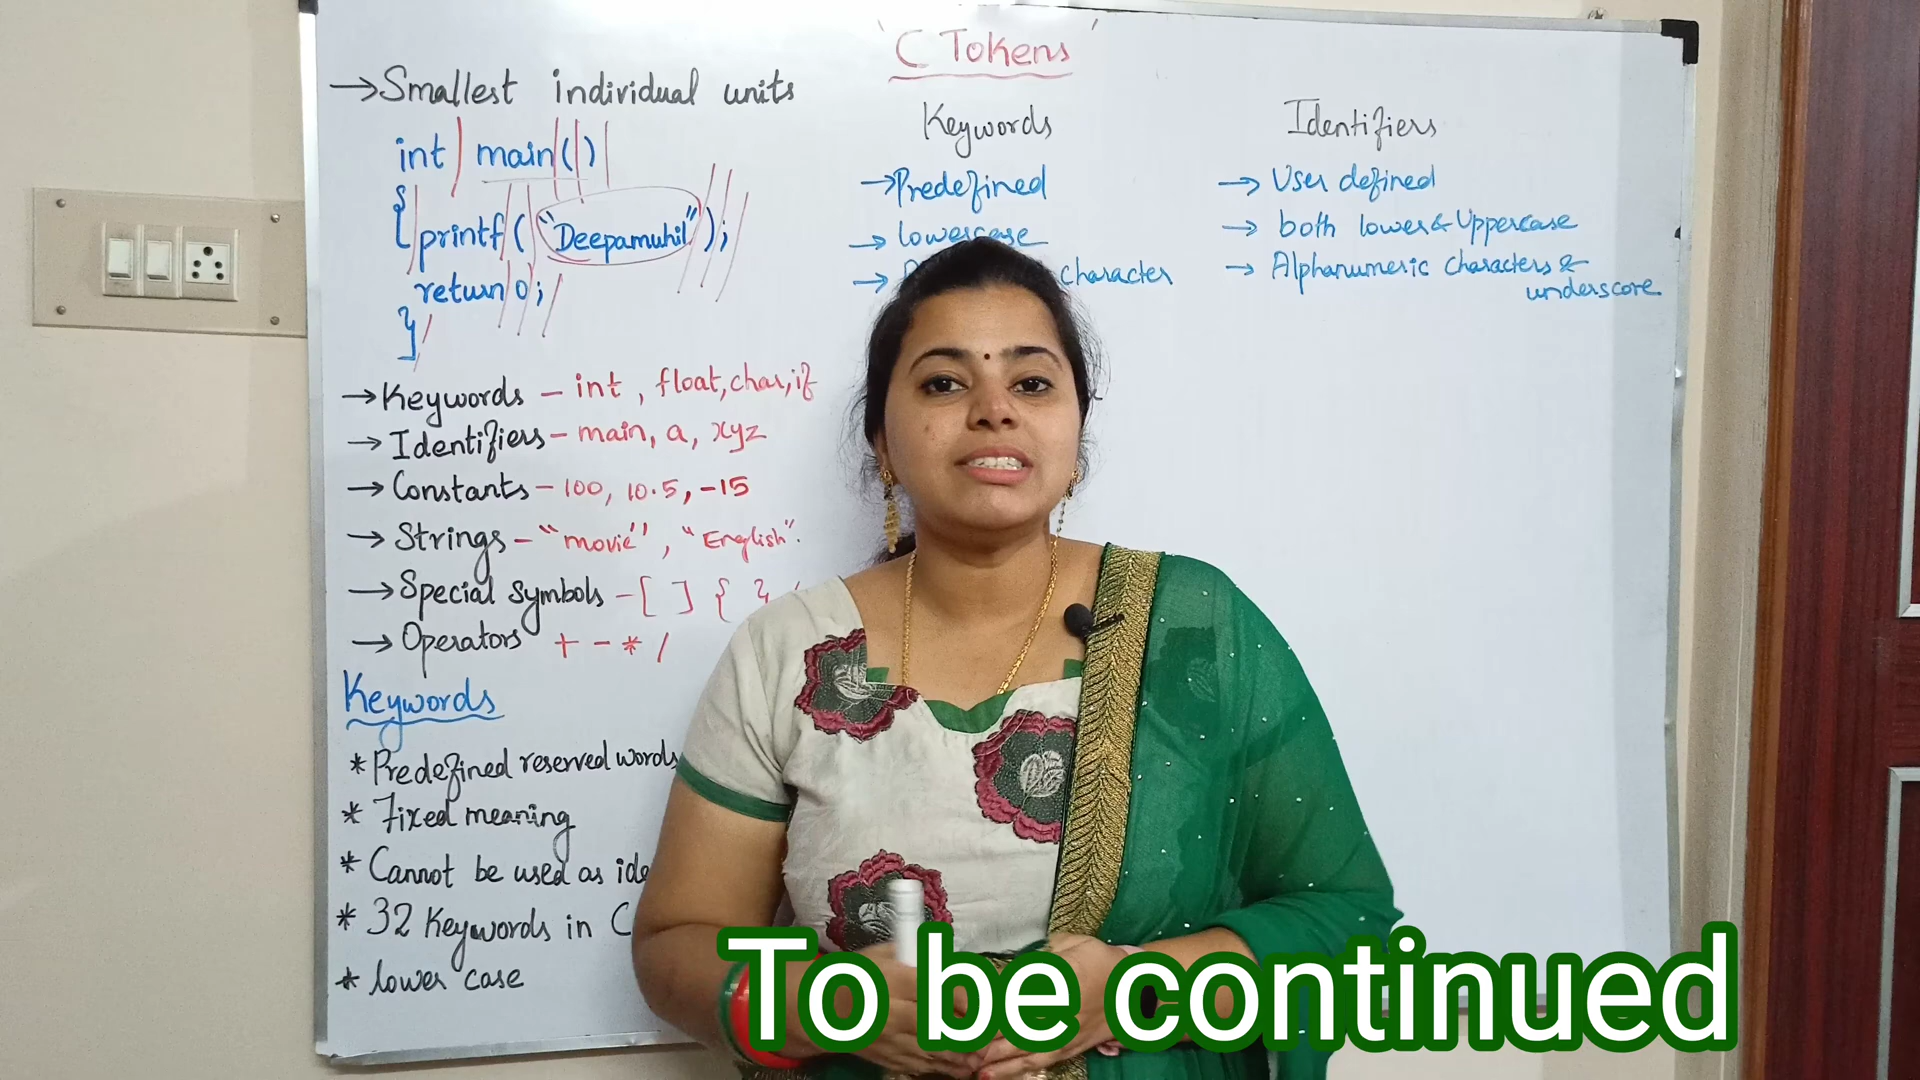 C Tokens
→ Smallest individual units
int main()
{
printf("Deepamuhil");
return 0;
}
→ Keywords - int, float, char, if
→ Identifiers - main, a, xyz
→ Constants - 100, 10.5, -15
→ Strings - "movie", "English".
→ Special symbols - [ ] { }
→ Operators + - * /
Keywords
* Predefined reserved words
* Fixed meaning
* Cannot be used as ide
* 32 Keywords in C
* lower case
Keywords
→ Predefined
→ lowercase
→ character
Identifiers
→ User defined
→ both lower & Uppercase
→ Alphanumeric characters &
underscore
To be continued